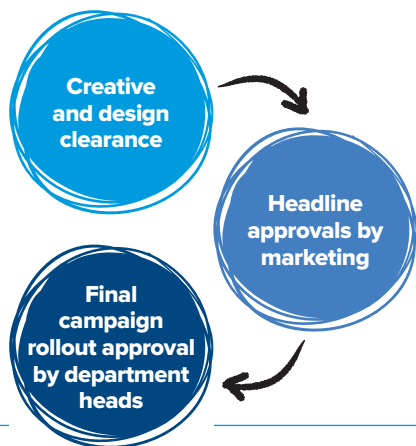 Creative
and design
clearance
Headline
approvals by
marketing
Final
campaign
rollout approval
by department
heads